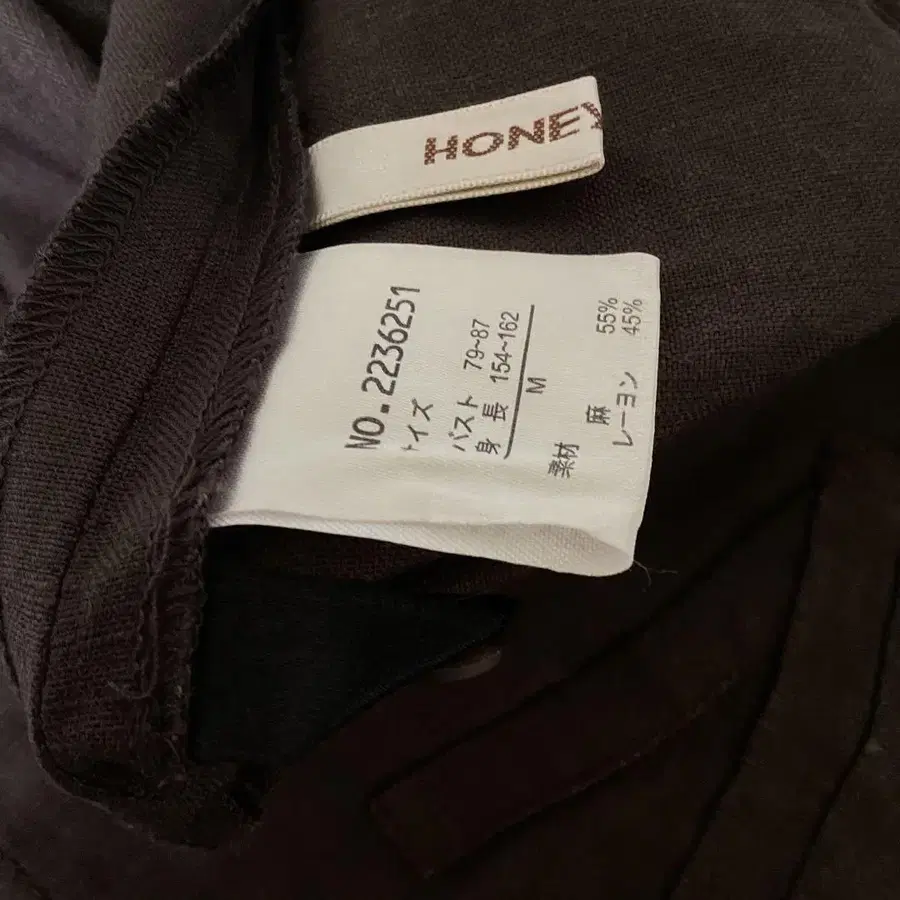 HONEY
NO.2236251
イズ
バスト 79~87
身長 154~162
M
素材
麻 55%
レーヨン 45%